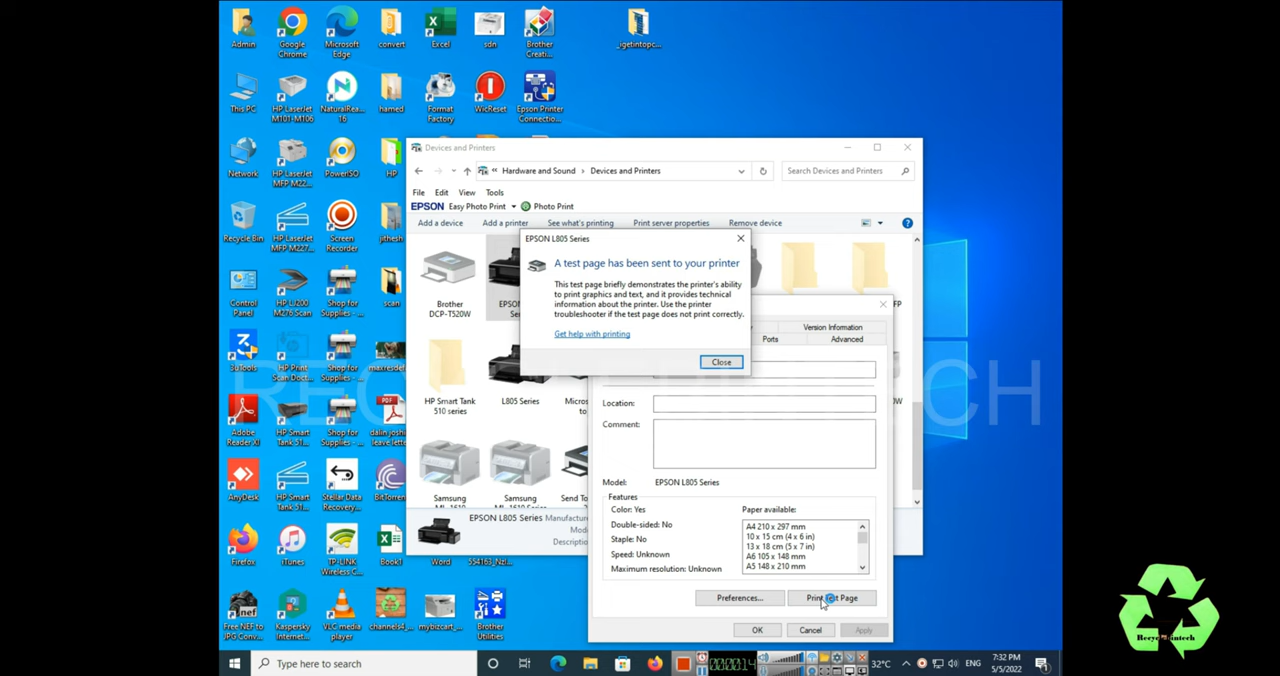 Admin
Google
Chrome
Microsoft
Edge
convert
Excel
sdn
Brother
Creati...
_igetintopc...
This PC
HP LaserJet
M101-M106
NaturalRea...
16
hamed
Format
Factory
WicReset
Epson Printer
Connectio...
Network
HP LaserJet
MFP M22...
PowerISO
HP
Recycle Bin
HP LaserJet
MFP M227...
Screen
Recorder
jithesh
Control
Panel
HP LJ200
M276 Scan
Shop for
Supplies -...
scan
3uTools
HP Print
Scan Doct...
Shop for
Supplies -...
maxresdef...
Adobe
Reader XI
HP Smart
Tank 51...
Shop for
Supplies -...
dalin joshi
leave letter
AnyDesk
HP Smart
Tank 51...
Stellar Data
Recovery...
BitTorrent
Firefox
iTunes
TP-LINK
Wireless C...
Book1
Word
Free NEF to
JPG Conv...
Kaspersky
Internet...
VLC media
player
channels4_...
mybizcart_...
Brother
Utilities
Devices and Printers
Hardware and Sound
Devices and Printers
Search Devices and Printers
File
Edit
View
Tools
EPSON
Easy Photo Print
Photo Print
Add a device
Add a printer
See what's printing
Print server properties
Remove device
Brother
DCP-T520W
HP Smart Tank
510 series
L805 Series
Samsung
Samsung
EPSON L805 Series
EPSON L805 Series
A test page has been sent to your printer
This test page briefly demonstrates the printer's ability
to print graphics and text, and it provides technical
information about the printer. Use the printer
troubleshooter if the test page does not print correctly.
Get help with printing
Close
Version Information
Ports
Advanced
Location:
Comment:
Model:
EPSON L805 Series
Features
Color: Yes
Double-sided: No
Staple: No
Speed: Unknown
Maximum resolution: Unknown
Paper available:
A4 210 x 297 mm
10 x 15 cm (4 x 6 in)
13 x 18 cm (5 x 7 in)
A6 105 x 148 mm
A5 148 x 210 mm
Preferences...
Print Test Page
OK
Cancel
Apply
Type here to search
32°C
ENG
7:32 PM
5/5/2022